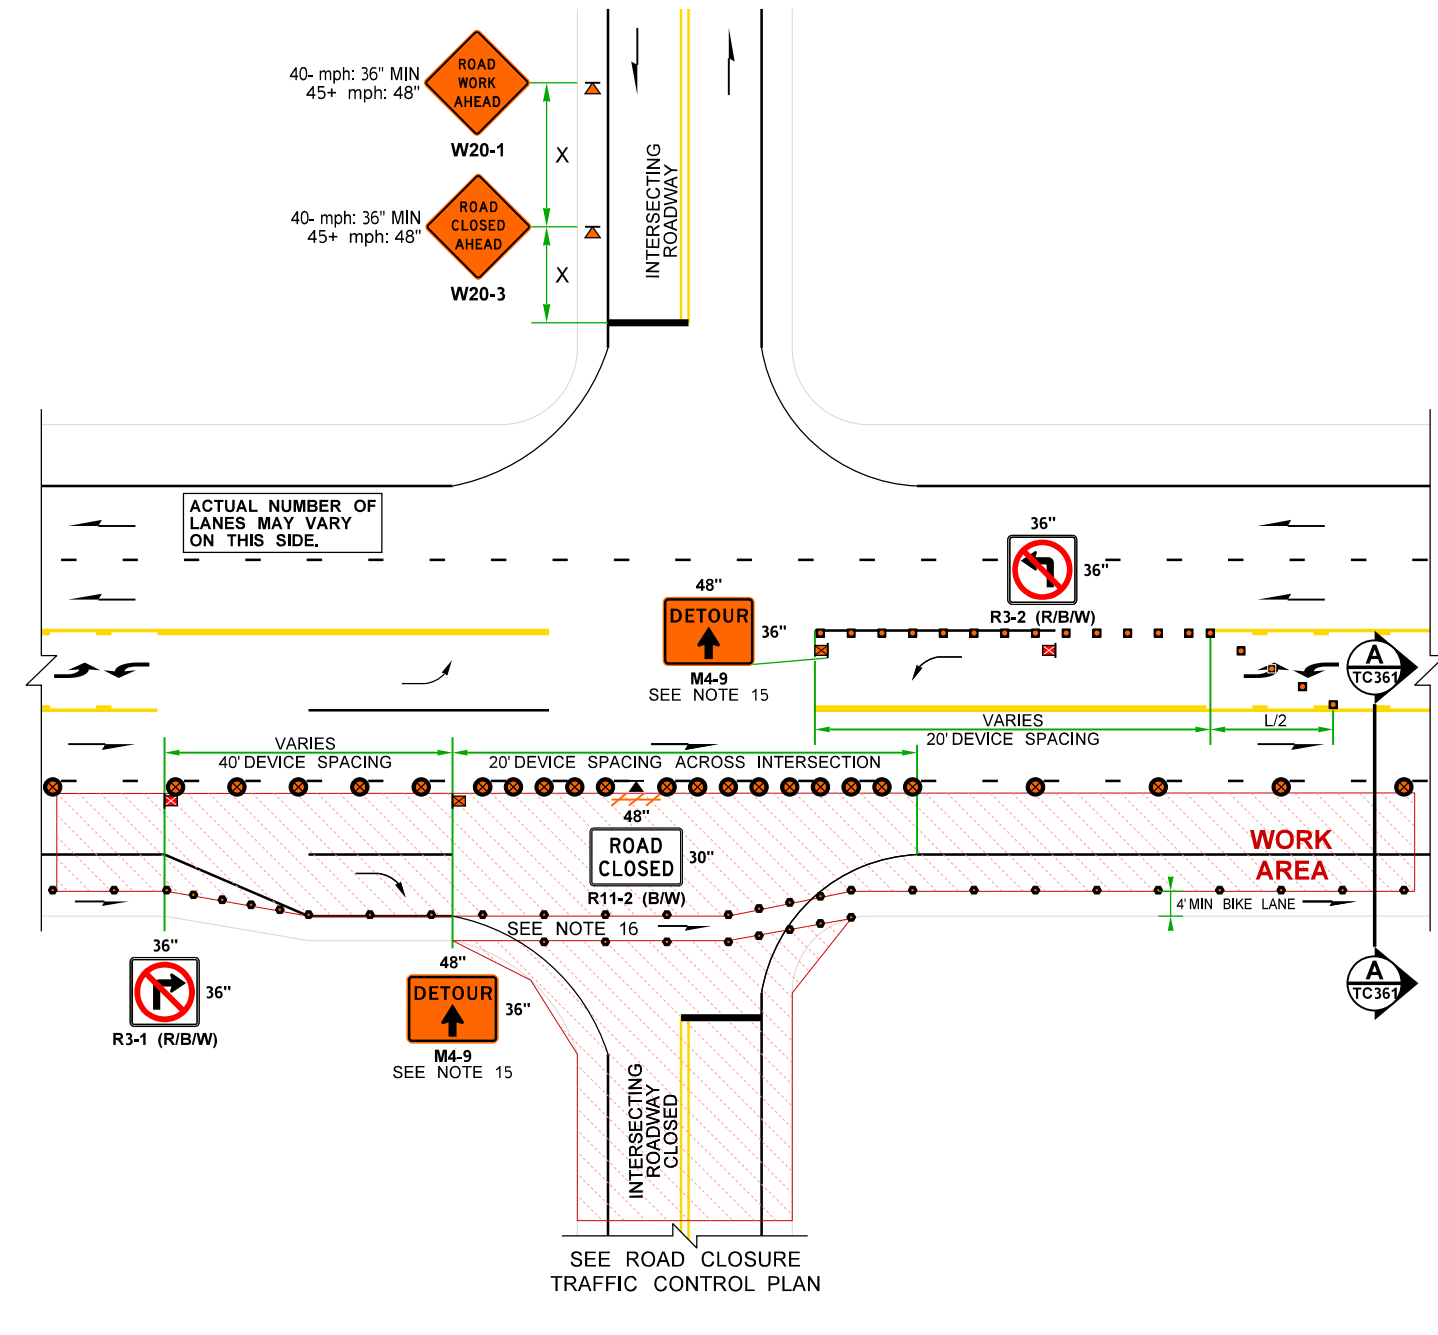 ROAD
WORK
AHEAD
40- mph: 36" MIN
45+ mph: 48"
W20-1
X
ROAD
CLOSED
AHEAD
40- mph: 36" MIN
45+ mph: 48"
W20-3
X
INTERSECTING
ROADWAY
ACTUAL NUMBER OF
LANES MAY VARY
ON THIS SIDE.
36"
36"
R3-2 (R/B/W)
48"
DETOUR
36"
M4-9
SEE NOTE 15
A
TC361
VARIES
20' DEVICE SPACING
L/2
VARIES
40' DEVICE SPACING
20' DEVICE SPACING ACROSS INTERSECTION
48"
ROAD
CLOSED
30"
R11-2 (B/W)
WORK
AREA
4' MIN BIKE LANE
SEE NOTE 16
36"
36"
R3-1 (R/B/W)
48"
DETOUR
36"
M4-9
SEE NOTE 15
A
TC361
INTERSECTING
ROADWAY
CLOSED
SEE ROAD CLOSURE
TRAFFIC CONTROL PLAN